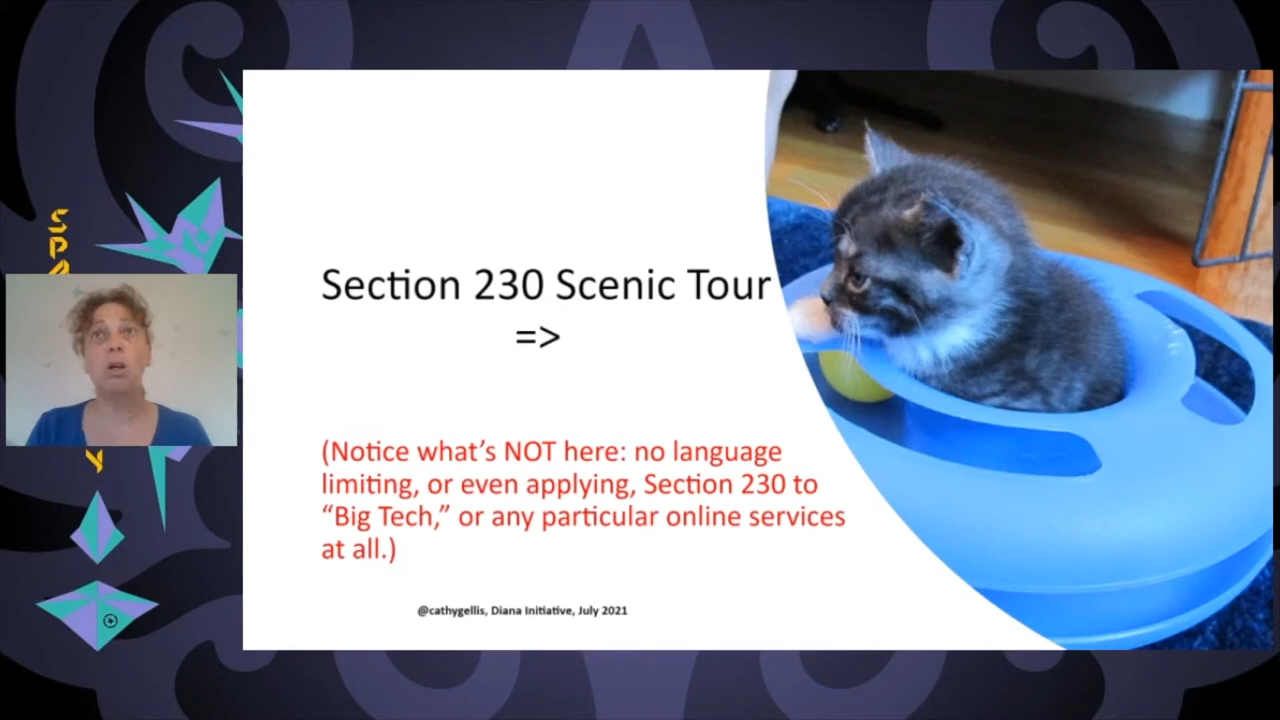 Section 230 Scenic Tour
=>
(Notice what’s NOT here: no language
limiting, or even applying, Section 230 to
“Big Tech,” or any particular online services
at all.)
@cathygellis, Diana Initiative, July 2021